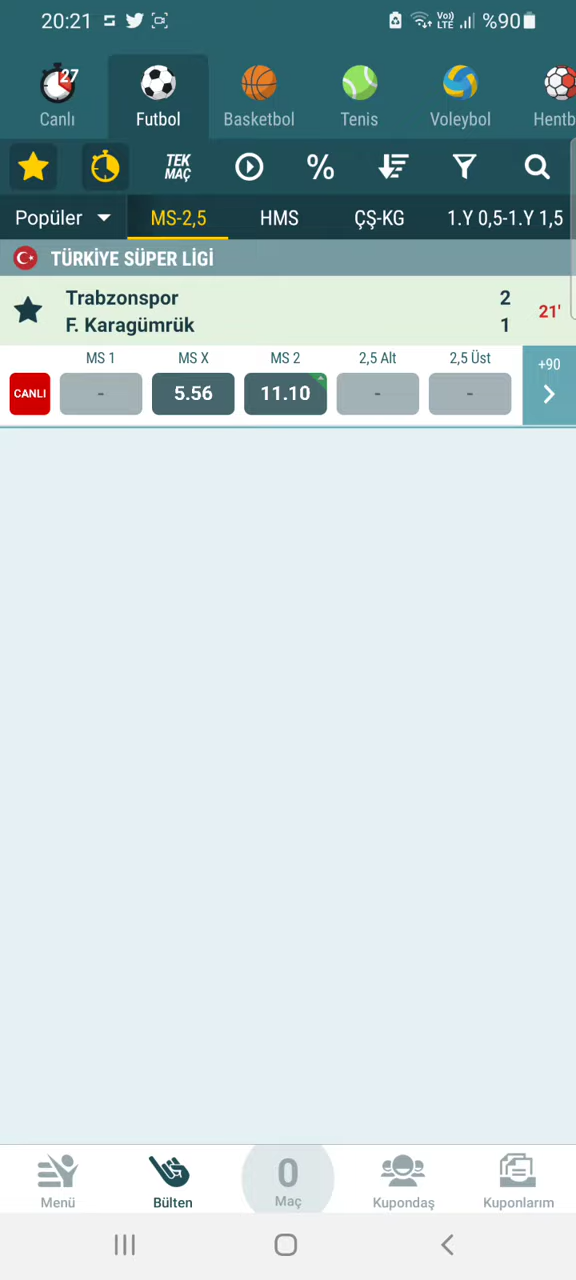 20:21 Vo)) LTE %90
27
Canlı Futbol Basketbol Tenis Voleybol Hentb
TEK MAÇ %
Popüler MS-2,5 HMS ÇŞ-KG 1.Y 0,5-1.Y 1,5
TÜRKİYE SÜPER LİGİ
Trabzonspor 2
21'
F. Karagümrük 1
MS 1 MS X MS 2 2,5 Alt 2,5 Üst +90
CANLI - 5.56 11.10 - -
0
Menü Bülten Maç Kupondaş Kuponlarım